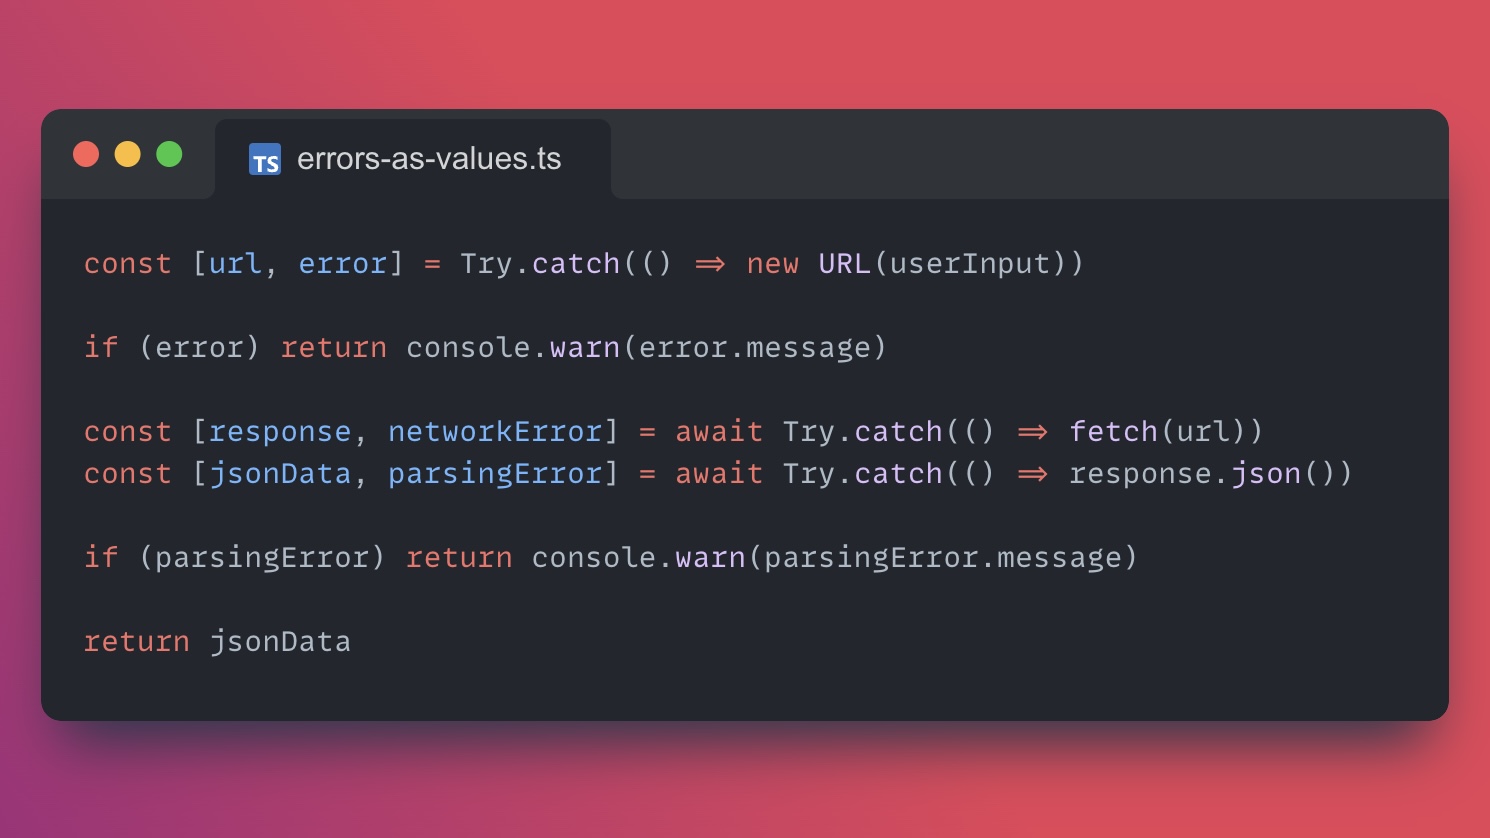 TS errors-as-values.ts
const [url, error] = Try.catch(() => new URL(userInput))
if (error) return console.warn(error.message)
const [response, networkError] = await Try.catch(() => fetch(url))
const [jsonData, parsingError] = await Try.catch(() => response.json())
if (parsingError) return console.warn(parsingError.message)
return jsonData